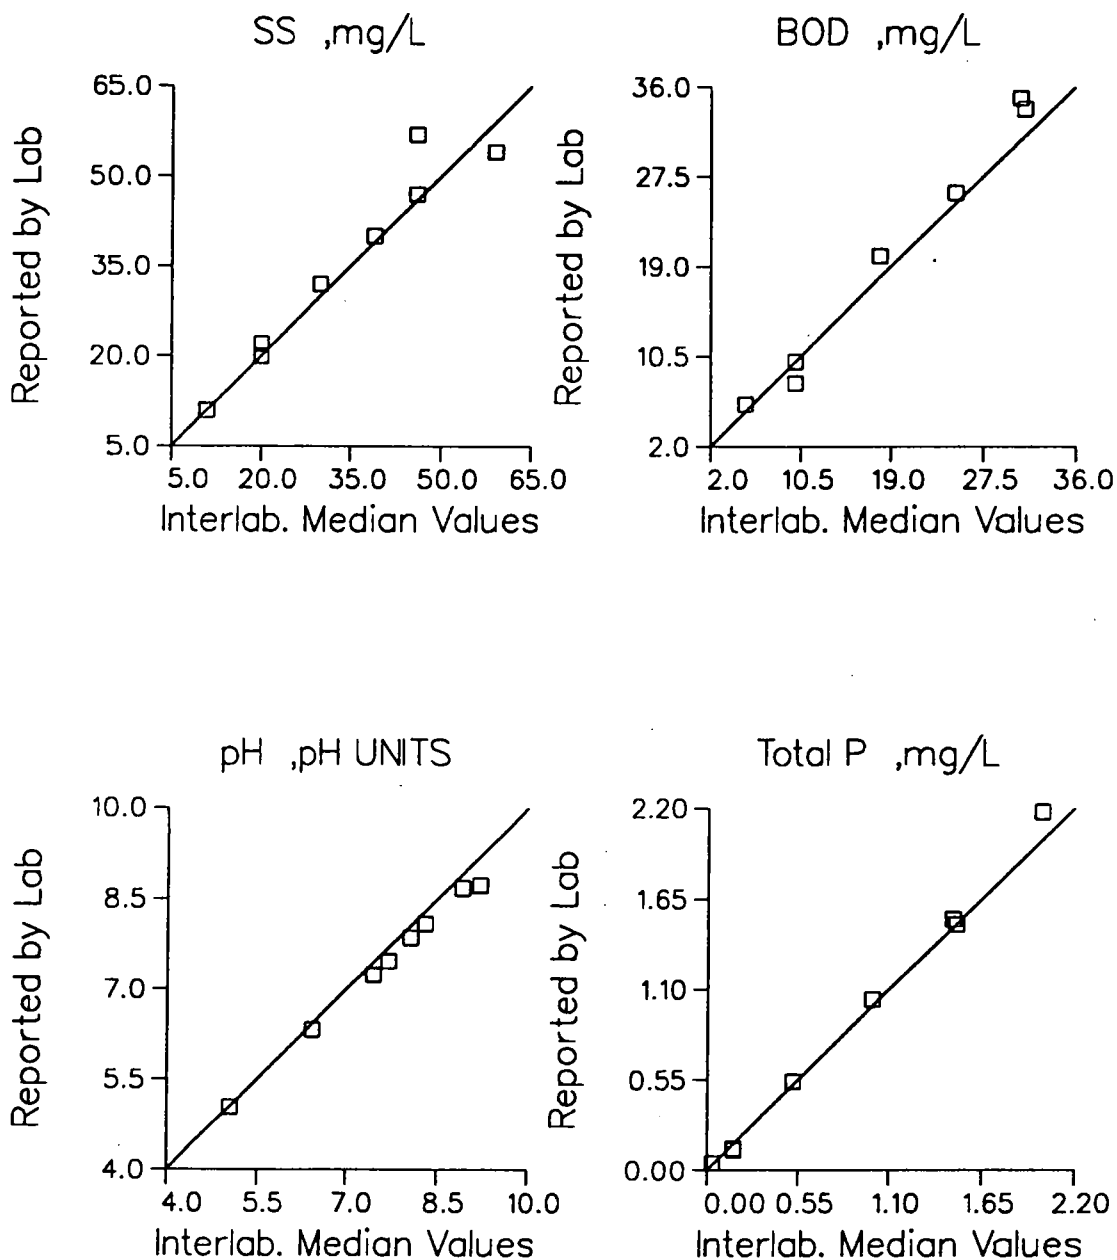 SS ,mg/L
Reported by Lab
65.0
50.0
35.0
20.0
5.0
5.0 20.0 35.0 50.0 65.0
Interlab. Median Values
BOD ,mg/L
Reported by Lab
36.0
27.5
19.0
10.5
2.0
2.0 10.5 19.0 27.5 36.0
Interlab. Median Values
pH ,pH UNITS
Reported by Lab
10.0
8.5
7.0
5.5
4.0
4.0 5.5 7.0 8.5 10.0
Interlab. Median Values
Total P ,mg/L
Reported by Lab
2.20
1.65
1.10
0.55
0.00
0.00 0.55 1.10 1.65 2.20
Interlab. Median Values